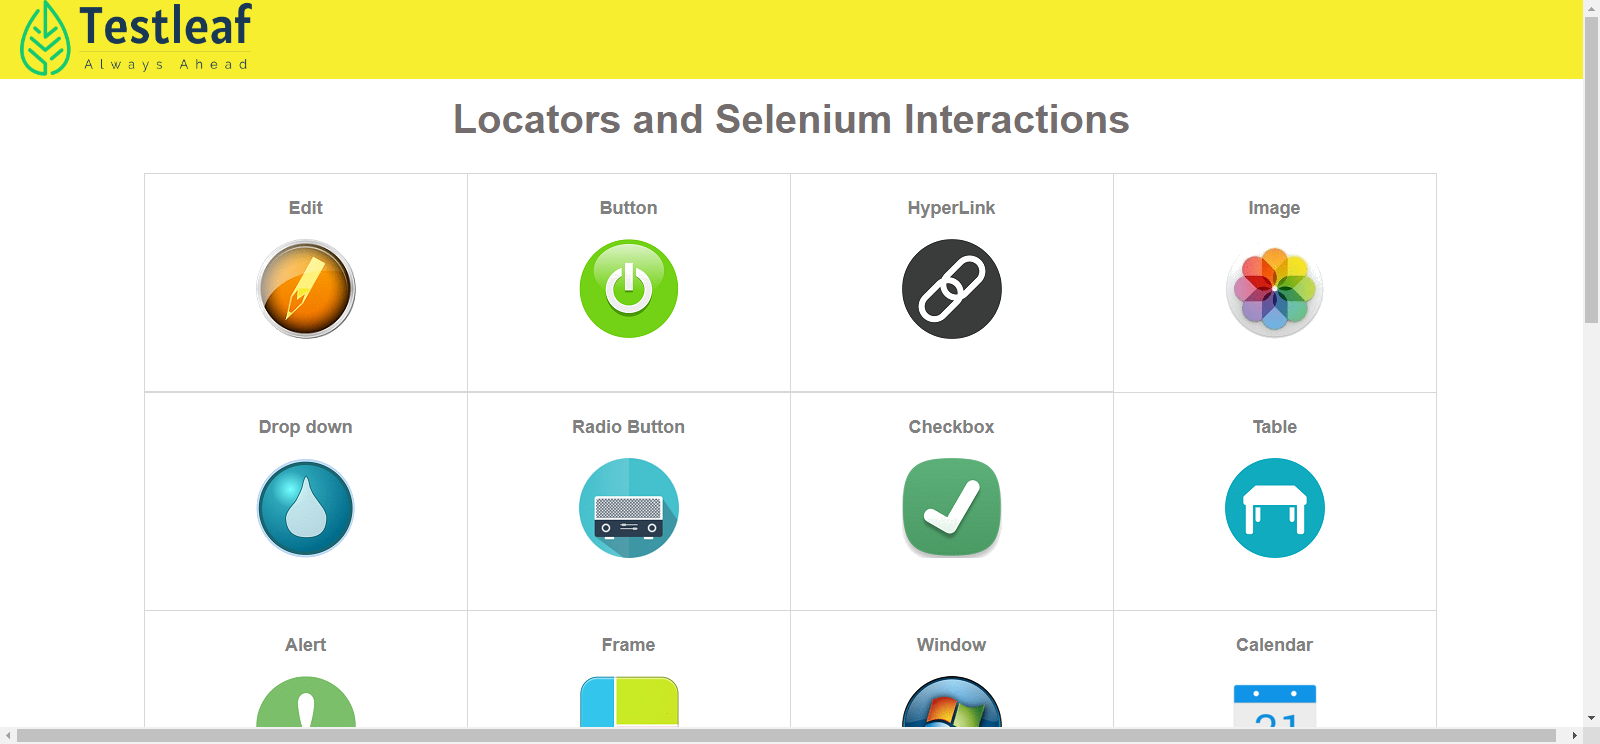 Testleaf
Always Ahead
Locators and Selenium Interactions
Edit
Button
HyperLink
Image
Drop down
Radio Button
Checkbox
Table
Alert
Frame
Window
Calendar